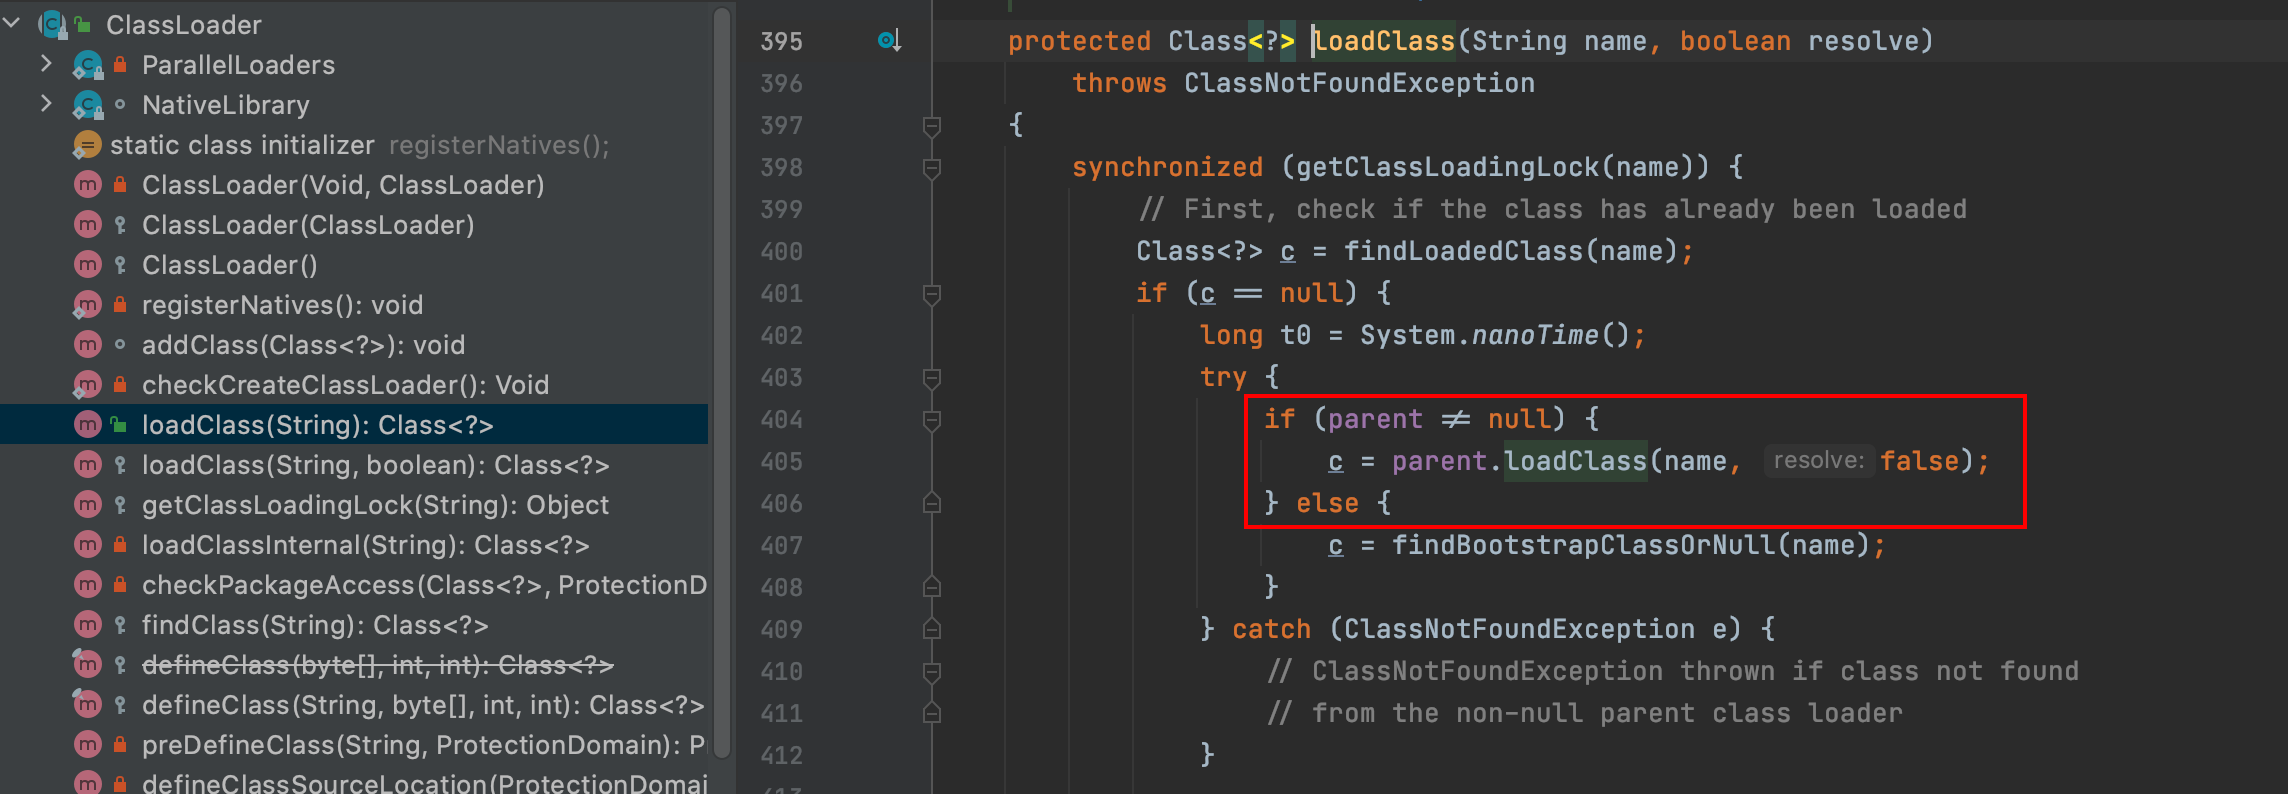 ClassLoader
ParallelLoaders
NativeLibrary
static class initializer registerNatives();
ClassLoader(Void, ClassLoader)
ClassLoader(ClassLoader)
ClassLoader()
registerNatives(): void
addClass(Class<?>): void
checkCreateClassLoader(): Void
loadClass(String): Class<?>
loadClass(String, boolean): Class<?>
getClassLoadingLock(String): Object
loadClassInternal(String): Class<?>
checkPackageAccess(Class<?>, ProtectionD
findClass(String): Class<?>
defineClass(byte[], int, int): Class<?>
defineClass(String, byte[], int, int): Class<?>
preDefineClass(String, ProtectionDomain): P
defineClassSourceLocation(ProtectionDomai
395 protected Class<?> loadClass(String name, boolean resolve)
396 throws ClassNotFoundException
397 {
398 synchronized (getClassLoadingLock(name)) {
399 // First, check if the class has already been loaded
400 Class<?> c = findLoadedClass(name);
401 if (c == null) {
402 long t0 = System.nanoTime();
403 try {
404 if (parent != null) {
405 c = parent.loadClass(name, resolve: false);
406 } else {
407 c = findBootstrapClassOrNull(name);
408 }
409 } catch (ClassNotFoundException e) {
410 // ClassNotFoundException thrown if class not found
411 // from the non-null parent class loader
412 }